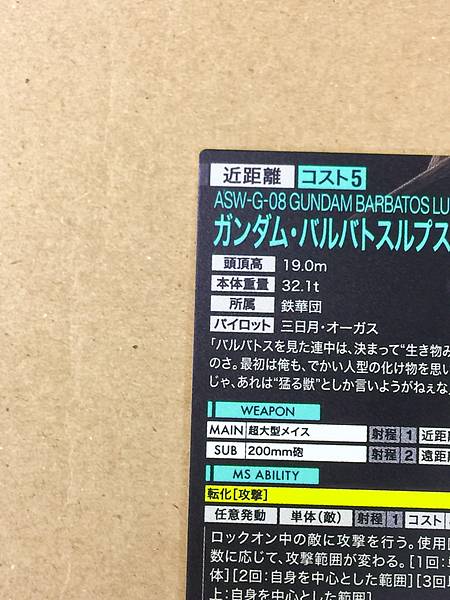 近距離 コスト5
ASW-G-08 GUNDAM BARBATOS LU
ガンダム・バルバトスルプス
頭頂高 19.0m
本体重量 32.1t
所属 鉄華団
パイロット 三日月・オーガス
「バルバトスを見た連中は、決まって“生き物み
のさ。最初は俺も、でかい人型の化け物を思い
じゃ、あれは“猛る獣”としか言いようがねぇな」
WEAPON
MAIN 超大型メイス 射程 1 近距
SUB 200mm砲 射程 2 遠距
MS ABILITY
転化[攻撃]
任意発動 単体(敵) 射程 1 コスト
ロックオン中の敵に攻撃を行う。使用
数に応じて、攻撃範囲が変わる。[1回:
体][2回:自身を中心とした範囲][3回以
上:自身を中心とした範囲]